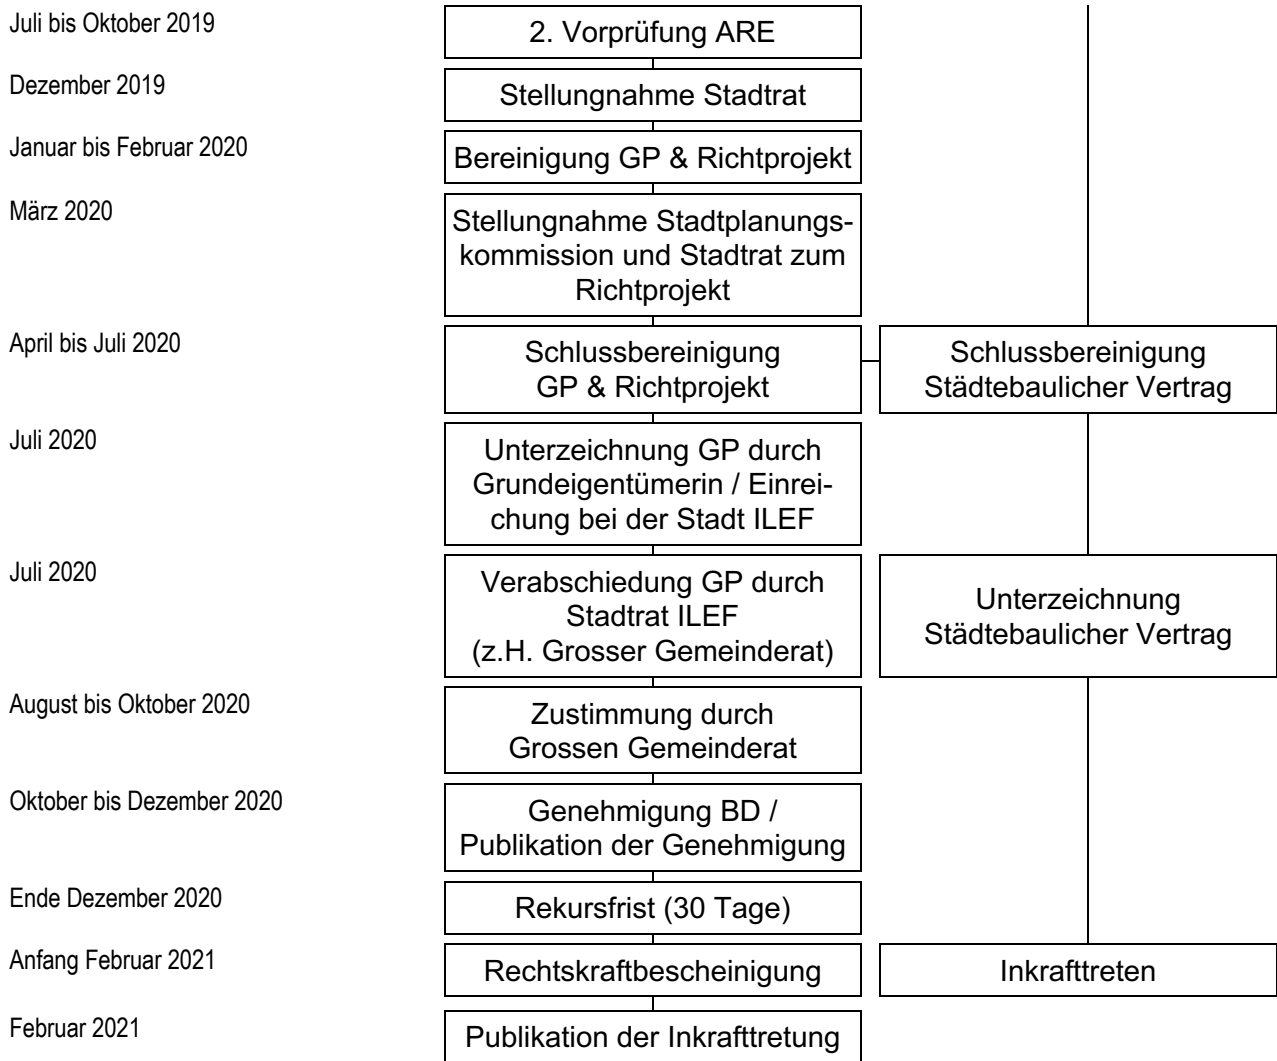 Juli bis Oktober 2019
2. Vorprüfung ARE
Dezember 2019
Stellungnahme Stadtrat
Januar bis Februar 2020
Bereinigung GP & Richtprojekt
März 2020
Stellungnahme Stadtplanungs-
kommission und Stadtrat zum
Richtprojekt
April bis Juli 2020
Schlussbereinigung
GP & Richtprojekt
Schlussbereinigung
Städtebaulicher Vertrag
Juli 2020
Unterzeichnung GP durch
Grundeigentümerin / Einrei-
chung bei der Stadt ILEF
Juli 2020
Verabschiedung GP durch
Stadtrat ILEF
(z.H. Grosser Gemeinderat)
Unterzeichnung
Städtebaulicher Vertrag
August bis Oktober 2020
Zustimmung durch
Grossen Gemeinderat
Oktober bis Dezember 2020
Genehmigung BD /
Publikation der Genehmigung
Ende Dezember 2020
Rekursfrist (30 Tage)
Anfang Februar 2021
Rechtskraftbescheinigung
Inkrafttreten
Februar 2021
Publikation der Inkrafttretung